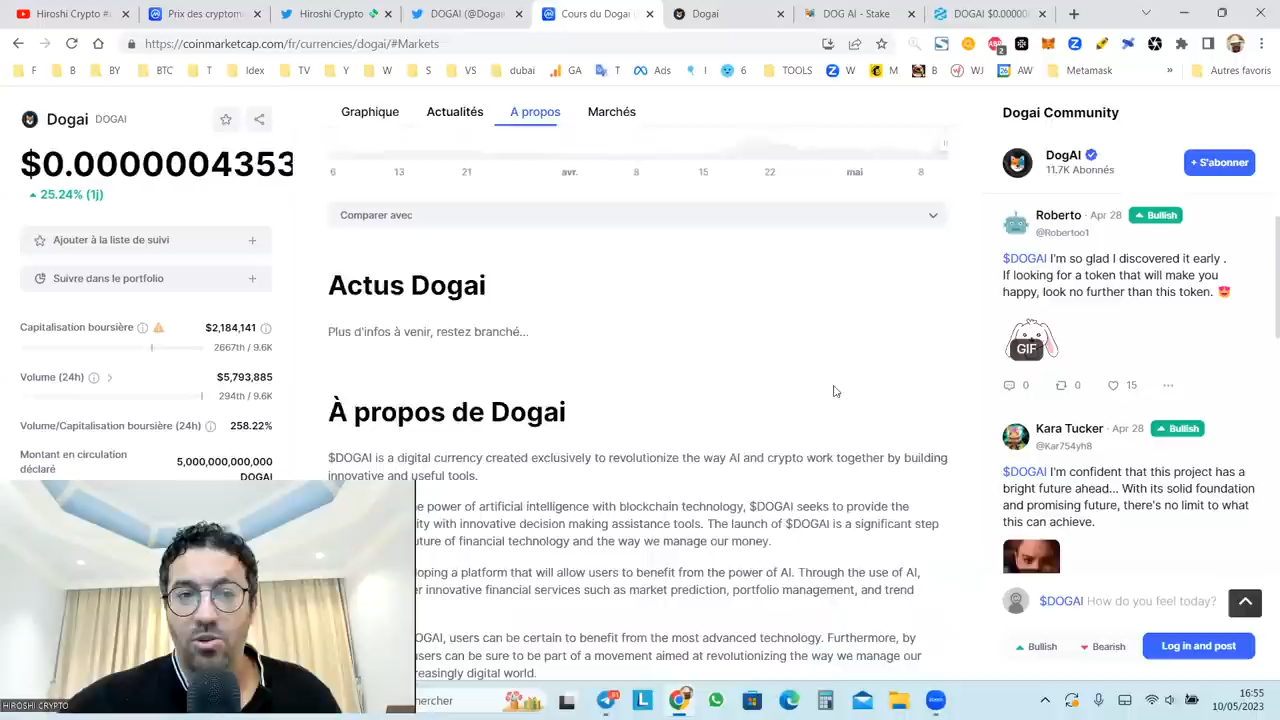 Hiroshi Crypto
Prix des cryptom
Hiroshi Crypto
DOGAI (@Dogai
Cours du Dogai
Dogai
DOG AI - Stake
DOGAI $0.0000
https://coinmarketcap.com/fr/currencies/dogai/#Markets
F
B
BY
BTC
T
Idex
TV
Y
W
S
VS
dubai
GA
T
Ads
I
6
TOOLS
W
M
B
WJ
AW
Metamask
»
Autres favoris
Dogai DOGAI
$0.0000004353
25.24% (1j)
Ajouter à la liste de suivi
Suivre dans le portfolio
Capitalisation boursière
$2,184,141
2667th / 9.6K
Volume (24h)
$5,793,885
294th / 9.6K
Volume/Capitalisation boursière (24h)
258.22%
Montant en circulation
déclaré
5,000,000,000,000
DOGAI
Graphique
Actualités
A propos
Marchés
6
13
21
avr.
8
15
22
mai
8
Comparer avec
Actus Dogai
Plus d'infos à venir, restez branché...
À propos de Dogai
$DOGAI is a digital currency created exclusively to revolutionize the way AI and crypto work together by building
innovative and useful tools.
e power of artificial intelligence with blockchain technology, $DOGAI seeks to provide the
ity with innovative decision making assistance tools. The launch of $DOGAI is a significant step
uture of financial technology and the way we manage our money.
loping a platform that will allow users to benefit from the power of AI. Through the use of AI,
r innovative financial services such as market prediction, portfolio management, and trend
OGAI, users can be certain to benefit from the most advanced technology. Furthermore, by
sers can be sure to be part of a movement aimed at revolutionizing the way we manage our
reasingly digital world.
Dogai Community
DogAI
11.7K Abonnés
+ S'abonner
Roberto · Apr 28
Bullish
@Robertoo1
$DOGAI I'm so glad I discovered it early .
If looking for a token that will make you
happy, look no further than this token. 😍
GIF
0
0
15
Kara Tucker · Apr 28
Bullish
@Kar754yh8
$DOGAI I'm confident that this project has a
bright future ahead... With its solid foundation
and promising future, there's no limit to what
this can achieve.
$DOGAI How do you feel today?
Bullish
Bearish
Log in and post
HIROSHI CRYPTO
hercher
16:55
10/05/2023